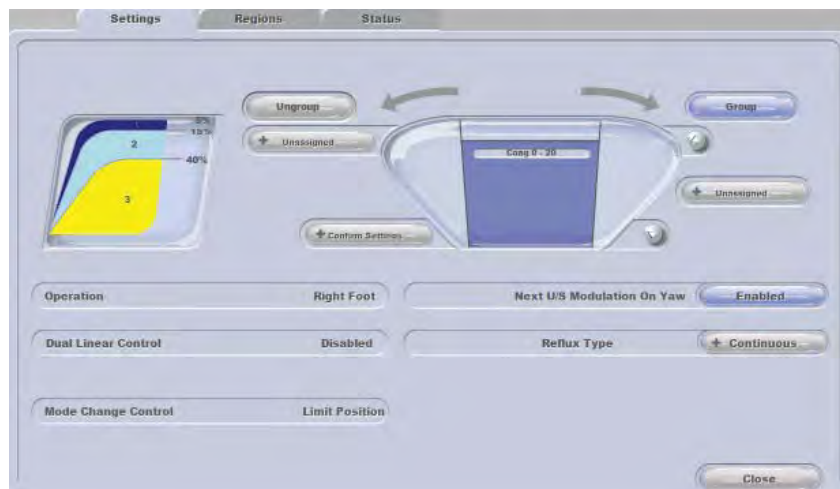 Settings Regions Status
Ungroup
Group
5%
15%
1
2
40%
3
+ Unassigned
Cong 0 - 20
+ Unassigned
+ Confirm Settings
Operation Right Foot
Next U/S Modulation On Yaw Enabled
Dual Linear Control Disabled
Reflux Type + Continuous
Mode Change Control Limit Position
Close